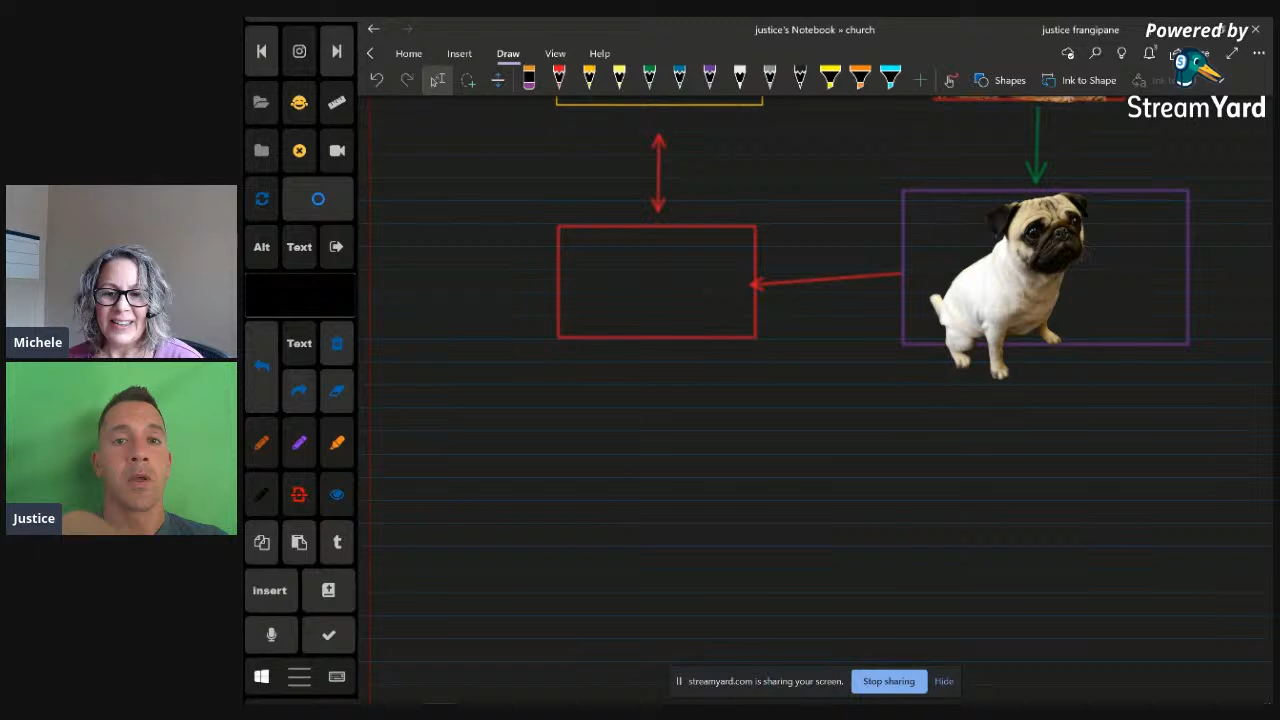 justice's Notebook » church
justice frangipane
Powered by
Home Insert Draw View Help
Shapes Ink to Shape
StreamYard
Alt Text
Text
Michele
Justice
t
insert
streamyard.com is sharing your screen. Stop sharing Hide